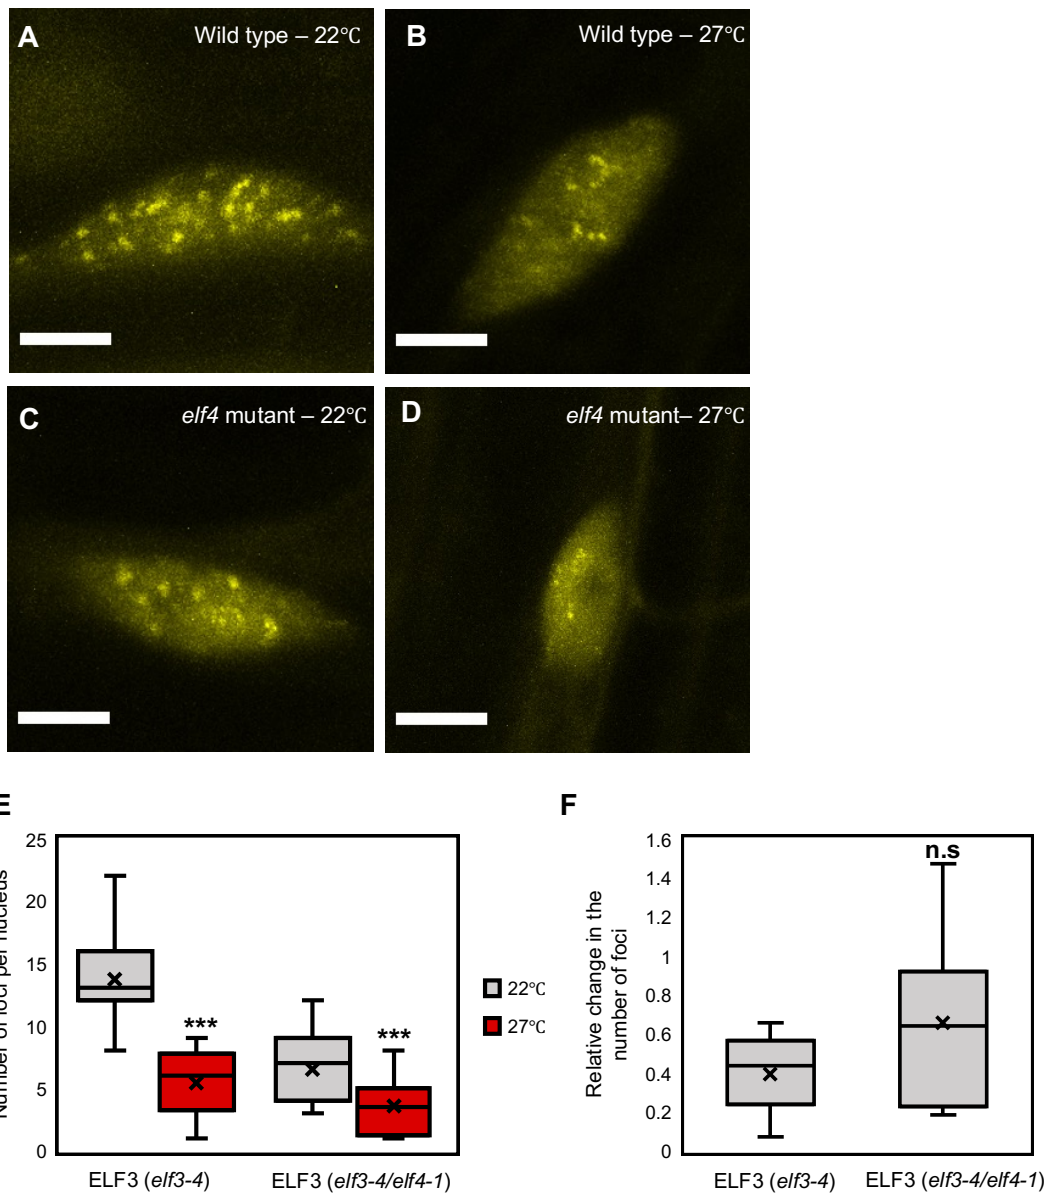 A
Wild type – 22℃
B
Wild type – 27℃
C
elf4 mutant – 22℃
D
elf4 mutant– 27℃
E
Number of foci per nucleus
25
20
15
10
5
0
***
***
ELF3 (elf3-4)
ELF3 (elf3-4/elf4-1)
22℃
27℃
F
Relative change in the
number of foci
1.6
1.4
1.2
1
0.8
0.6
0.4
0.2
0
n.s
ELF3 (elf3-4)
ELF3 (elf3-4/elf4-1)